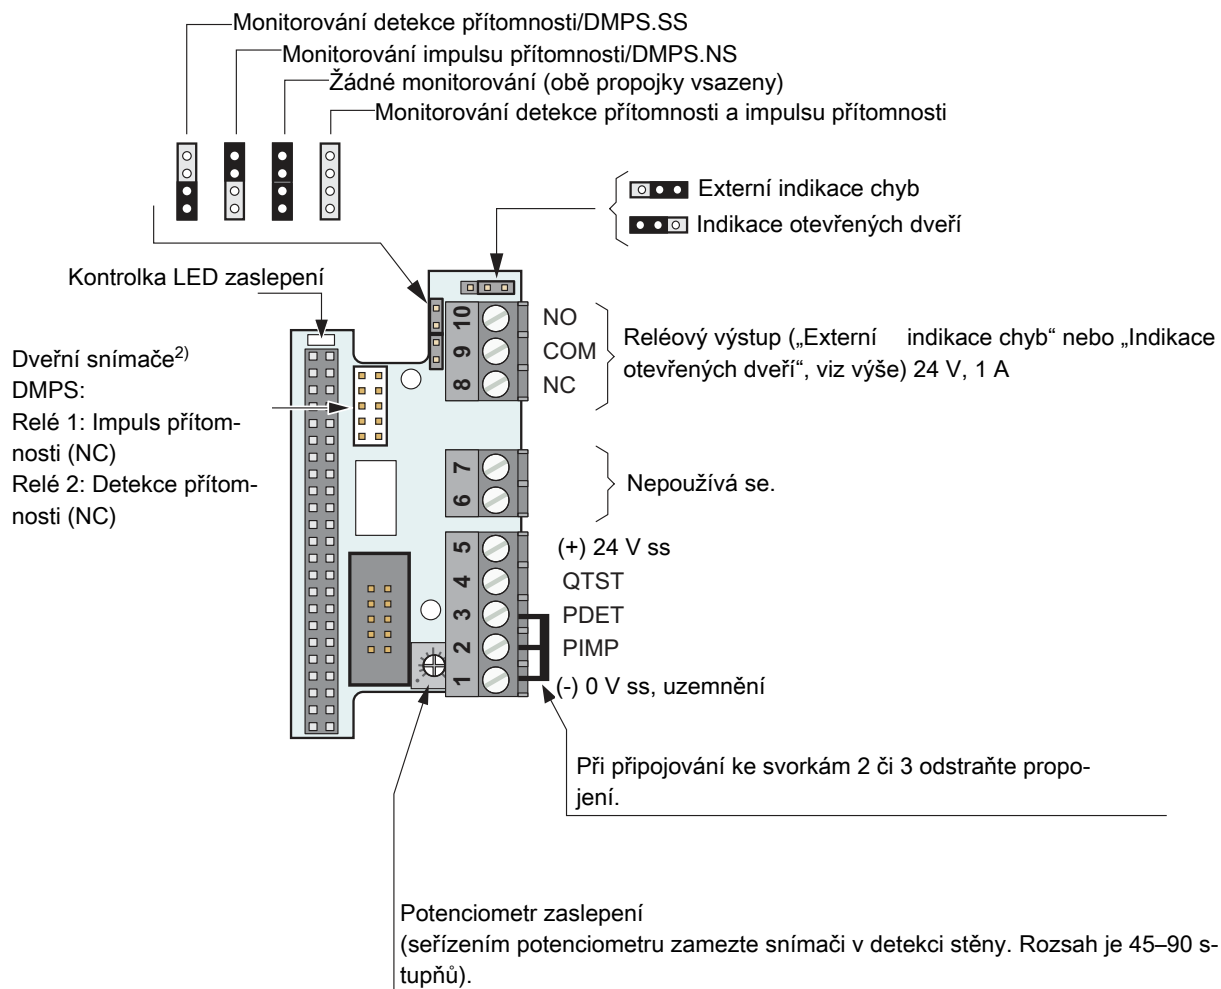 Monitorování detekce přítomnosti/DMPS.SS
Monitorování impulsu přítomnosti/DMPS.NS
Žádné monitorování (obě propojky vsazeny)
Monitorování detekce přítomnosti a impulsu přítomnosti
Externí indikace chyb
Indikace otevřených dveří
Kontrolka LED zaslepení
Dveřní snímače2)
DMPS:
Relé 1: Impuls přítom-
nosti (NC)
Relé 2: Detekce přítom-
nosti (NC)
10 NO
9 COM
8 NC
Reléový výstup („Externí indikace chyb“ nebo „Indikace
otevřených dveří“, viz výše) 24 V, 1 A
7
6
Nepoužívá se.
5 (+) 24 V ss
4 QTST
3 PDET
2 PIMP
1 (-) 0 V ss, uzemnění
Při připojování ke svorkám 2 či 3 odstraňte propo-
jení.
Potenciometr zaslepení
(seřízením potenciometru zamezte snímači v detekci stěny. Rozsah je 45–90 s-
tupňů).